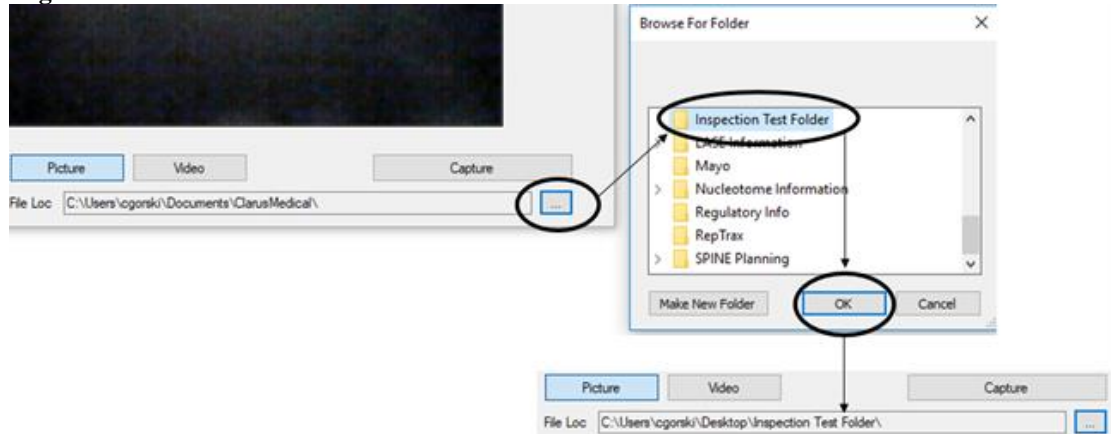 Browse For Folder
Inspection Test Folder
LASE Information
Mayo
Nucleotome Information
Regulatory Info
RepTrax
SPINE Planning
Make New Folder
OK
Cancel
Picture
Video
Capture
File Loc C:\Users\cgorski\Documents\ClarusMedical\
...
Picture
Video
Capture
File Loc C:\Users\cgorski\Desktop\Inspection Test Folder\
...